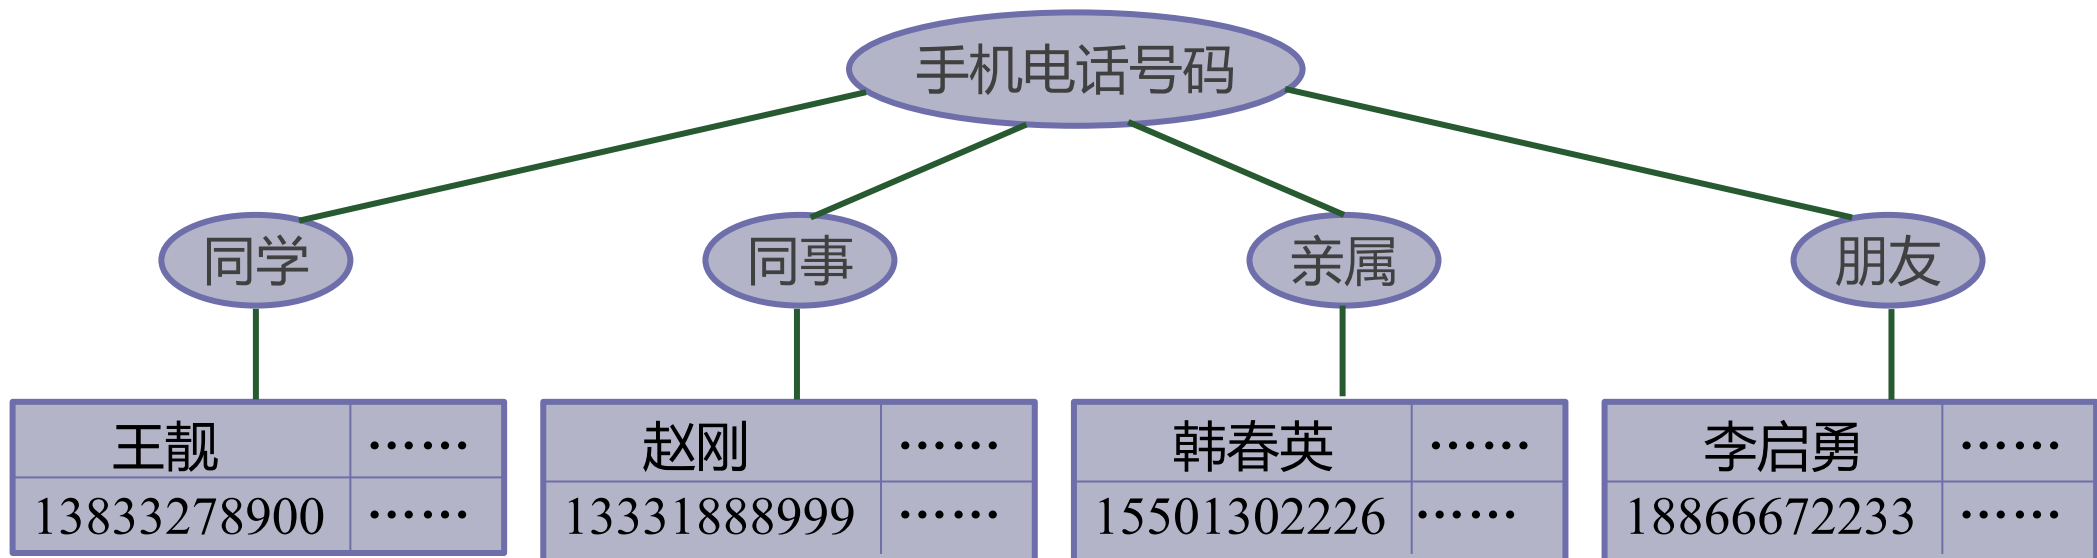 手机电话号码
同学 同事 亲属 朋友
王靓 …… 赵刚 …… 韩春英 …… 李启勇 ……
13833278900 …… 13331888999 …… 15501302226 …… 18866672233 ……